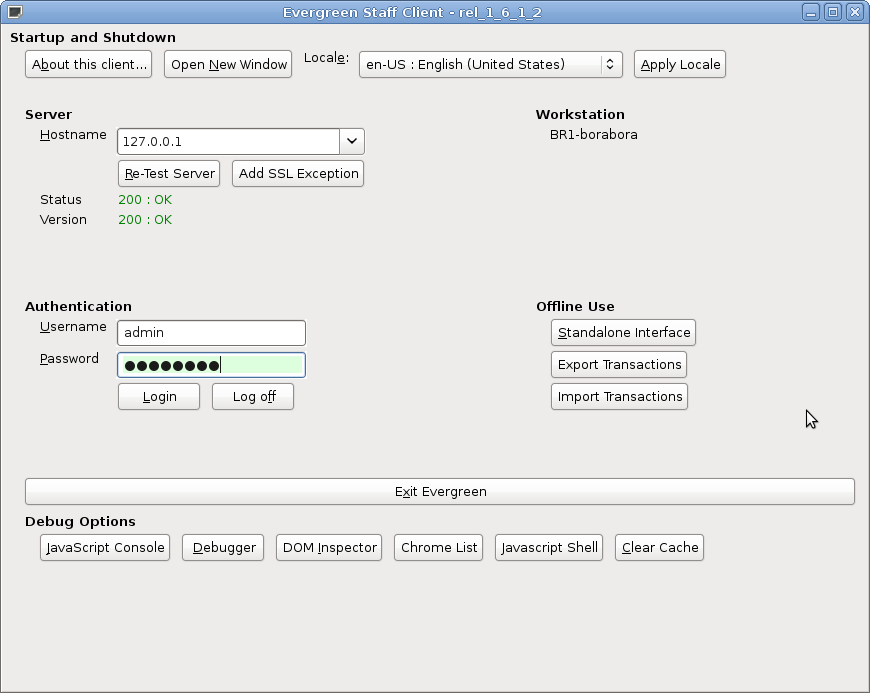 Evergreen Staff Client - rel_1_6_1_2
Startup and Shutdown
About this client... Open New Window Locale: en-US : English (United States) Apply Locale
Server Workstation
Hostname 127.0.0.1 BR1-borabora
Re-Test Server Add SSL Exception
Status 200 : OK
Version 200 : OK
Authentication Offline Use
Username admin Standalone Interface
Password ●●●●●●●● Export Transactions
Login Log off Import Transactions
Exit Evergreen
Debug Options
JavaScript Console Debugger DOM Inspector Chrome List Javascript Shell Clear Cache